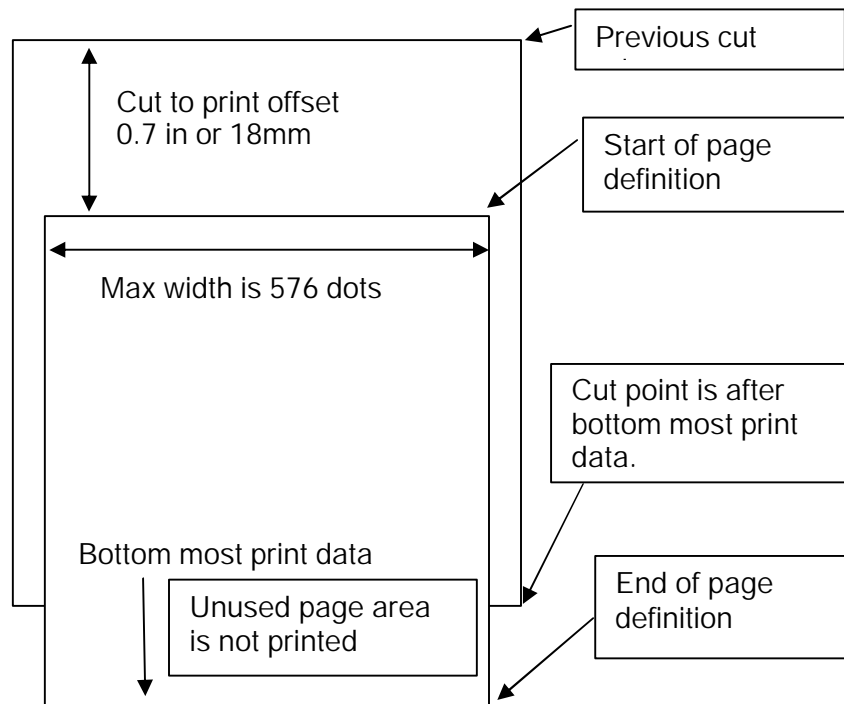 Previous cut
Cut to print offset
0.7 in or 18mm
Start of page
definition
Max width is 576 dots
Cut point is after
bottom most print
data.
Bottom most print data
Unused page area
is not printed
End of page
definition